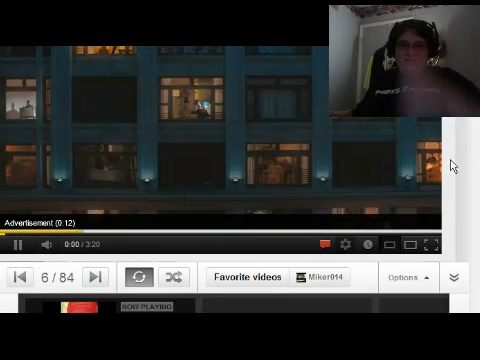 Advertisement (0:12)
0:00 / 3:20
6 / 84
Favorite videos
Miker014
Options
NOW PLAYING